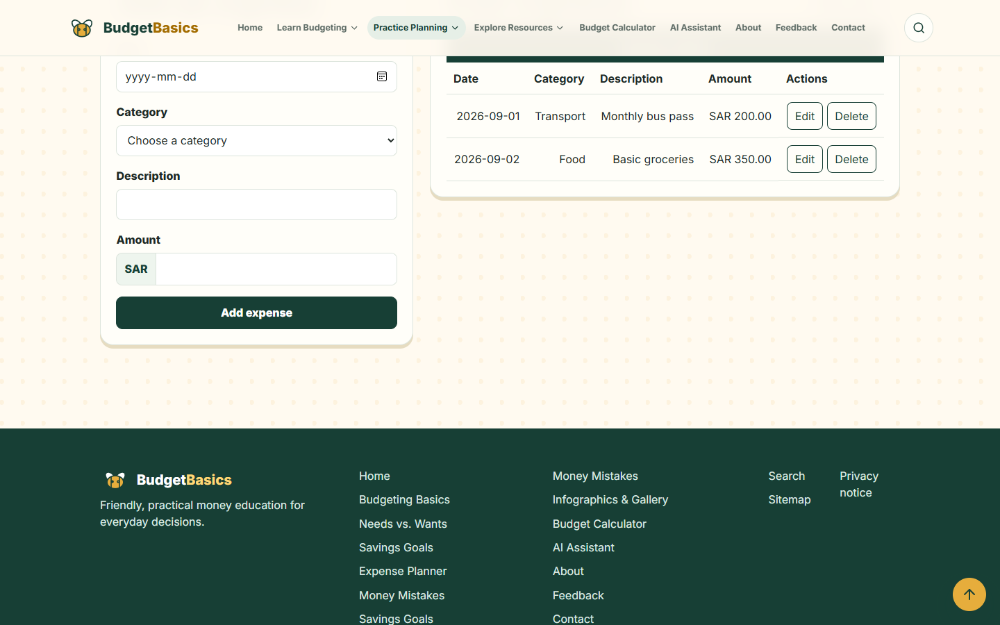 BudgetBasics
Home
Learn Budgeting
Practice Planning
Explore Resources
Budget Calculator
AI Assistant
About
Feedback
Contact
yyyy-mm-dd
Category
Choose a category
Description
Amount
SAR
Add expense
Date Category Description Amount Actions
2026-09-01 Transport Monthly bus pass SAR 200.00 Edit Delete
2026-09-02 Food Basic groceries SAR 350.00 Edit Delete
BudgetBasics
Friendly, practical money education for
everyday decisions.
Home
Budgeting Basics
Needs vs. Wants
Savings Goals
Expense Planner
Money Mistakes
Savings Goals
Money Mistakes
Infographics & Gallery
Budget Calculator
AI Assistant
About
Feedback
Contact
Search
Sitemap
Privacy
notice